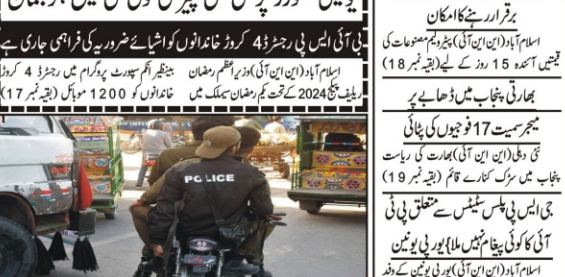 برقرار رہنے کا امکان
اسلام آباد (این این آئی) پیٹرولیم مصنوعات کی
قیمتیں آئندہ 15 روز کے لیے (بقیہ نمبر 18)
بھارتی پنجاب میں ڈھابے پر
میجر سمیت 17 فوجیوں کی پٹائی
نئی دہلی (این این آئی) بھارت کی ریاست
پنجاب میں سڑک کنارے قائم (بقیہ نمبر 19)
جی ایس پی پلس سٹیٹس سے متعلق پی ٹی
آئی کا کوئی پیغام نہیں ملا، یورپی یونین
اسلام آباد (این این آئی) یورپی یونین کے وفد
بی آئی ایس پی رجسٹرڈ 4 کروڑ خاندانوں کو اشیائے ضروریہ کی فراہمی جاری ہے
اسلام آباد (این این آئی) وزیراعظم رمضان
ریلیف پیکج 2024 کے تحت یکم رمضان سے ملک میں
بینظیر انکم سپورٹ پروگرام میں رجسٹرڈ 4 کروڑ
خاندانوں کو 1200 موبائل (بقیہ نمبر 17)
POLICE